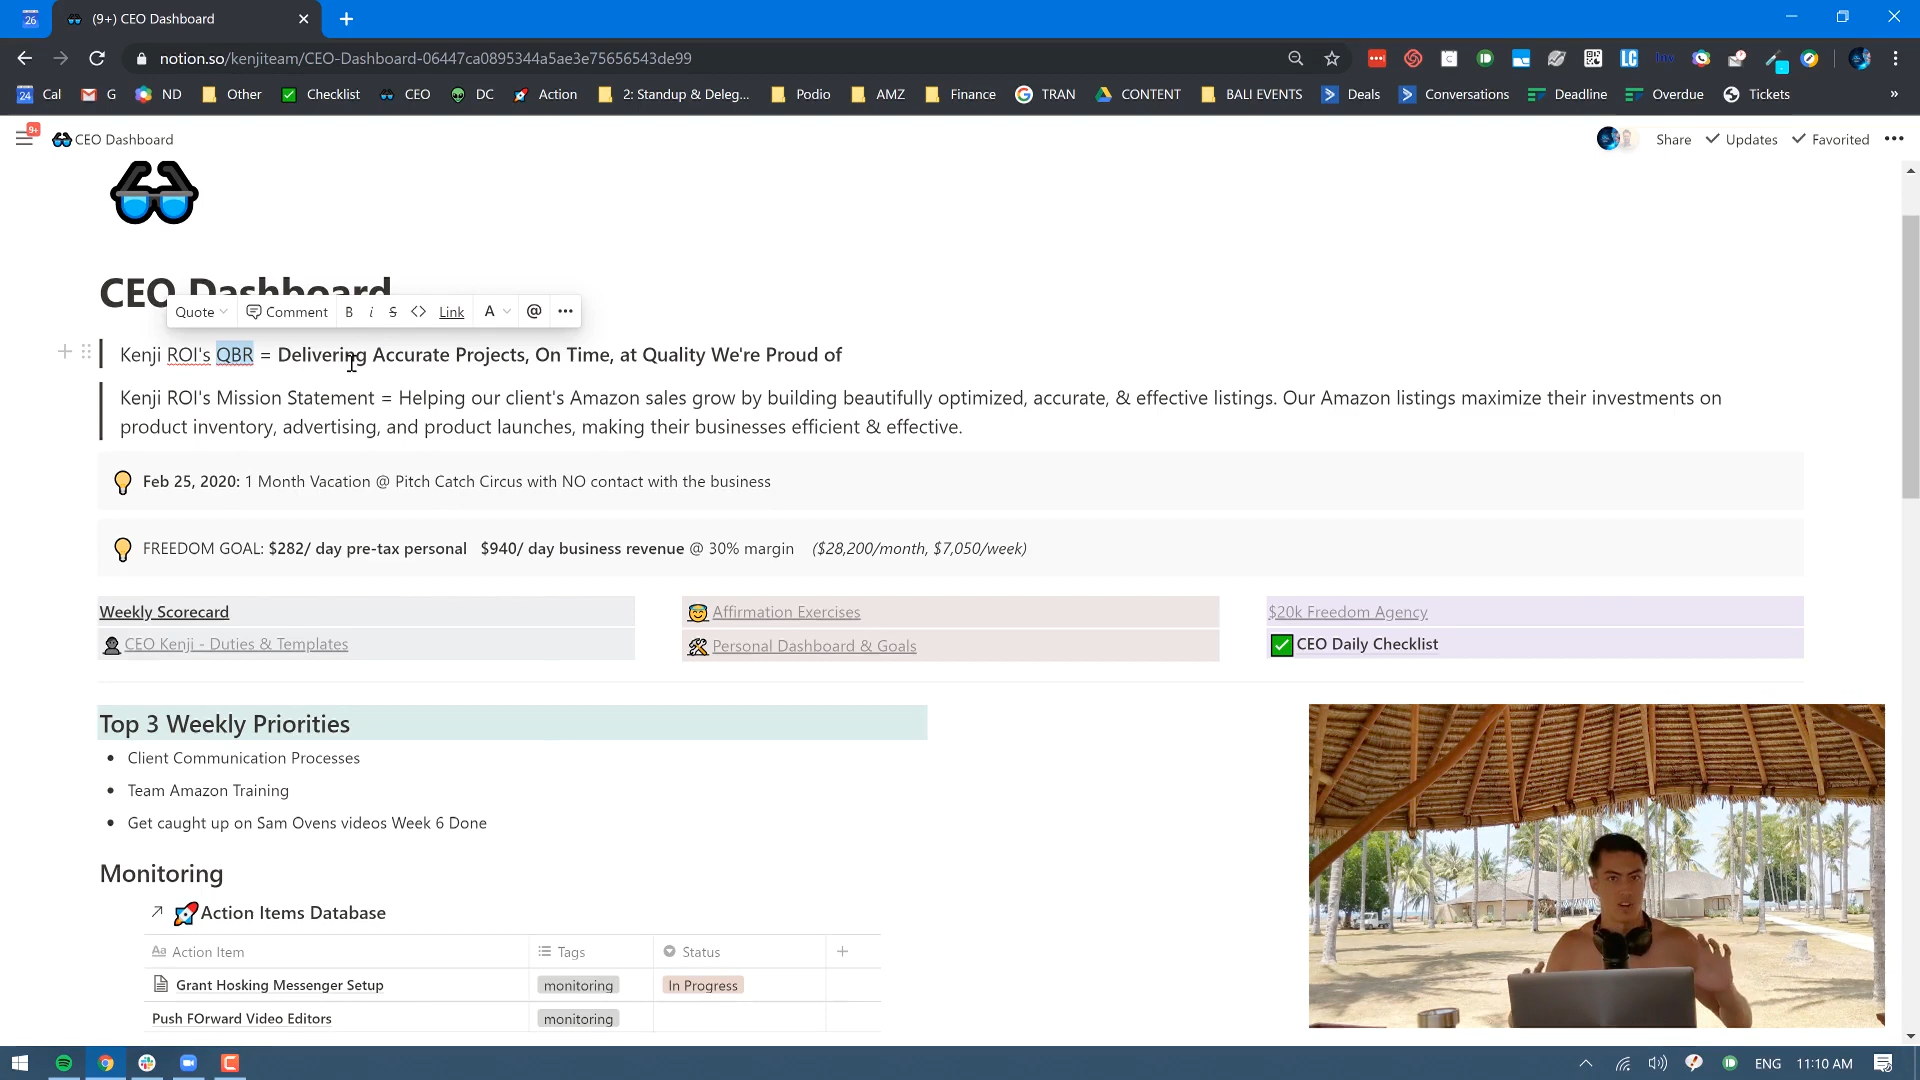 26
(9+) CEO Dashboard
notion.so/kenjiteam/CEO-Dashboard-06447ca0895344a5ae3e75656543de99
LC
Inv
24 Cal
G
ND
Other
Checklist
CEO
DC
Action
2: Standup & Deleg...
Podio
AMZ
Finance
TRAN
CONTENT
BALI EVENTS
Deals
Conversations
Deadline
Overdue
Tickets
»
9+
CEO Dashboard
Share
Updates
Favorited
CEO Dashboard
Quote
Comment
B
i
S
<>
Link
A
@
Kenji ROI's QBR = Delivering Accurate Projects, On Time, at Quality We're Proud of
Kenji ROI's Mission Statement = Helping our client's Amazon sales grow by building beautifully optimized, accurate, & effective listings. Our Amazon listings maximize their investments on
product inventory, advertising, and product launches, making their businesses efficient & effective.
Feb 25, 2020: 1 Month Vacation @ Pitch Catch Circus with NO contact with the business
FREEDOM GOAL: $282/ day pre-tax personal $940/ day business revenue @ 30% margin ($28,200/month, $7,050/week)
Weekly Scorecard
CEO Kenji - Duties & Templates
Affirmation Exercises
Personal Dashboard & Goals
$20k Freedom Agency
CEO Daily Checklist
Top 3 Weekly Priorities
Client Communication Processes
Team Amazon Training
Get caught up on Sam Ovens videos Week 6 Done
Monitoring
Action Items Database
Aa Action Item
Tags
Status
Grant Hosking Messenger Setup
monitoring
In Progress
Push FOrward Video Editors
monitoring
ENG
11:10 AM